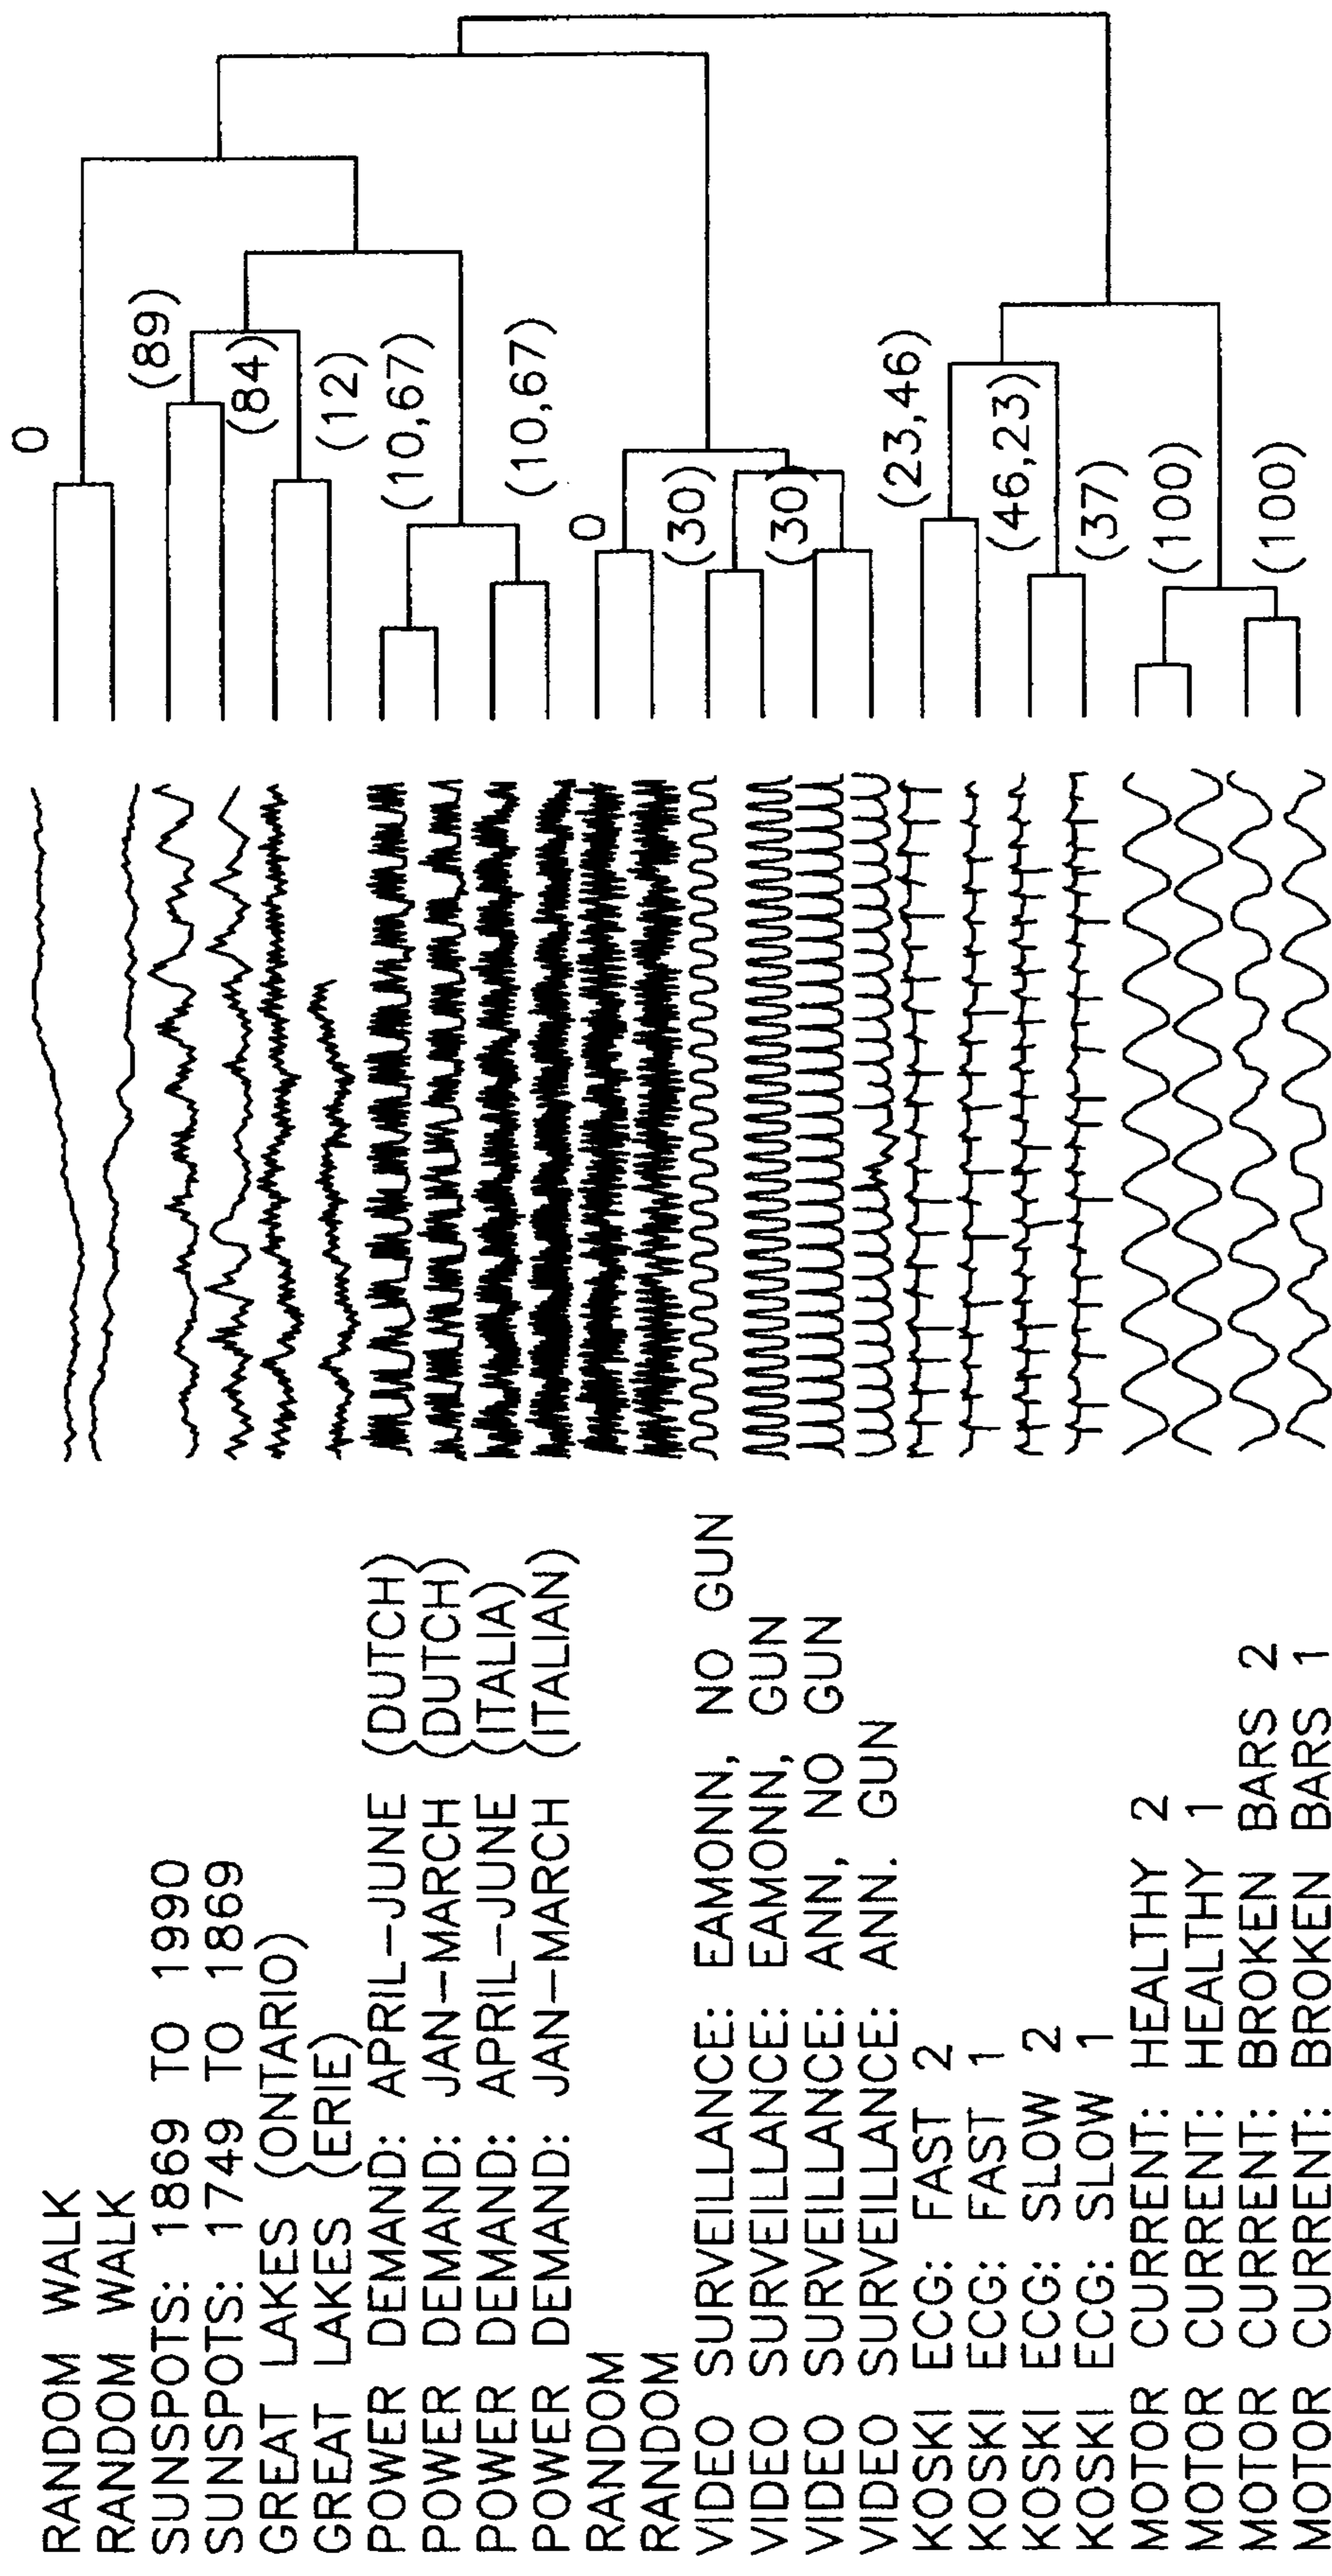 RANDOM WALK
RANDOM WALK
SUNSPOTS: 1869 TO 1990
SUNSPOTS: 1749 TO 1869
GREAT LAKES (ONTARIO)
GREAT LAKES (ERIE)
POWER DEMAND: APRIL-JUNE (DUTCH)
POWER DEMAND: JAN-MARCH (DUTCH)
POWER DEMAND: APRIL-JUNE (ITALIA)
POWER DEMAND: JAN-MARCH (ITALIAN)
RANDOM
RANDOM
VIDEO SURVEILLANCE: EAMONN, NO GUN
VIDEO SURVEILLANCE: EAMONN, GUN
VIDEO SURVEILLANCE: ANN, NO GUN
VIDEO SURVEILLANCE: ANN. GUN
KOSKI ECG: FAST 2
KOSKI ECG: FAST 1
KOSKI ECG: SLOW 2
KOSKI ECG: SLOW 1
MOTOR CURRENT: HEALTHY 2
MOTOR CURRENT: HEALTHY 1
MOTOR CURRENT: BROKEN BARS 2
MOTOR CURRENT: BROKEN BARS 1
0
(89)
(84)
(12)
(10,67)
(10,67)
0
(30)
(30)
(23,46)
(46,23)
(37)
(100)
(100)